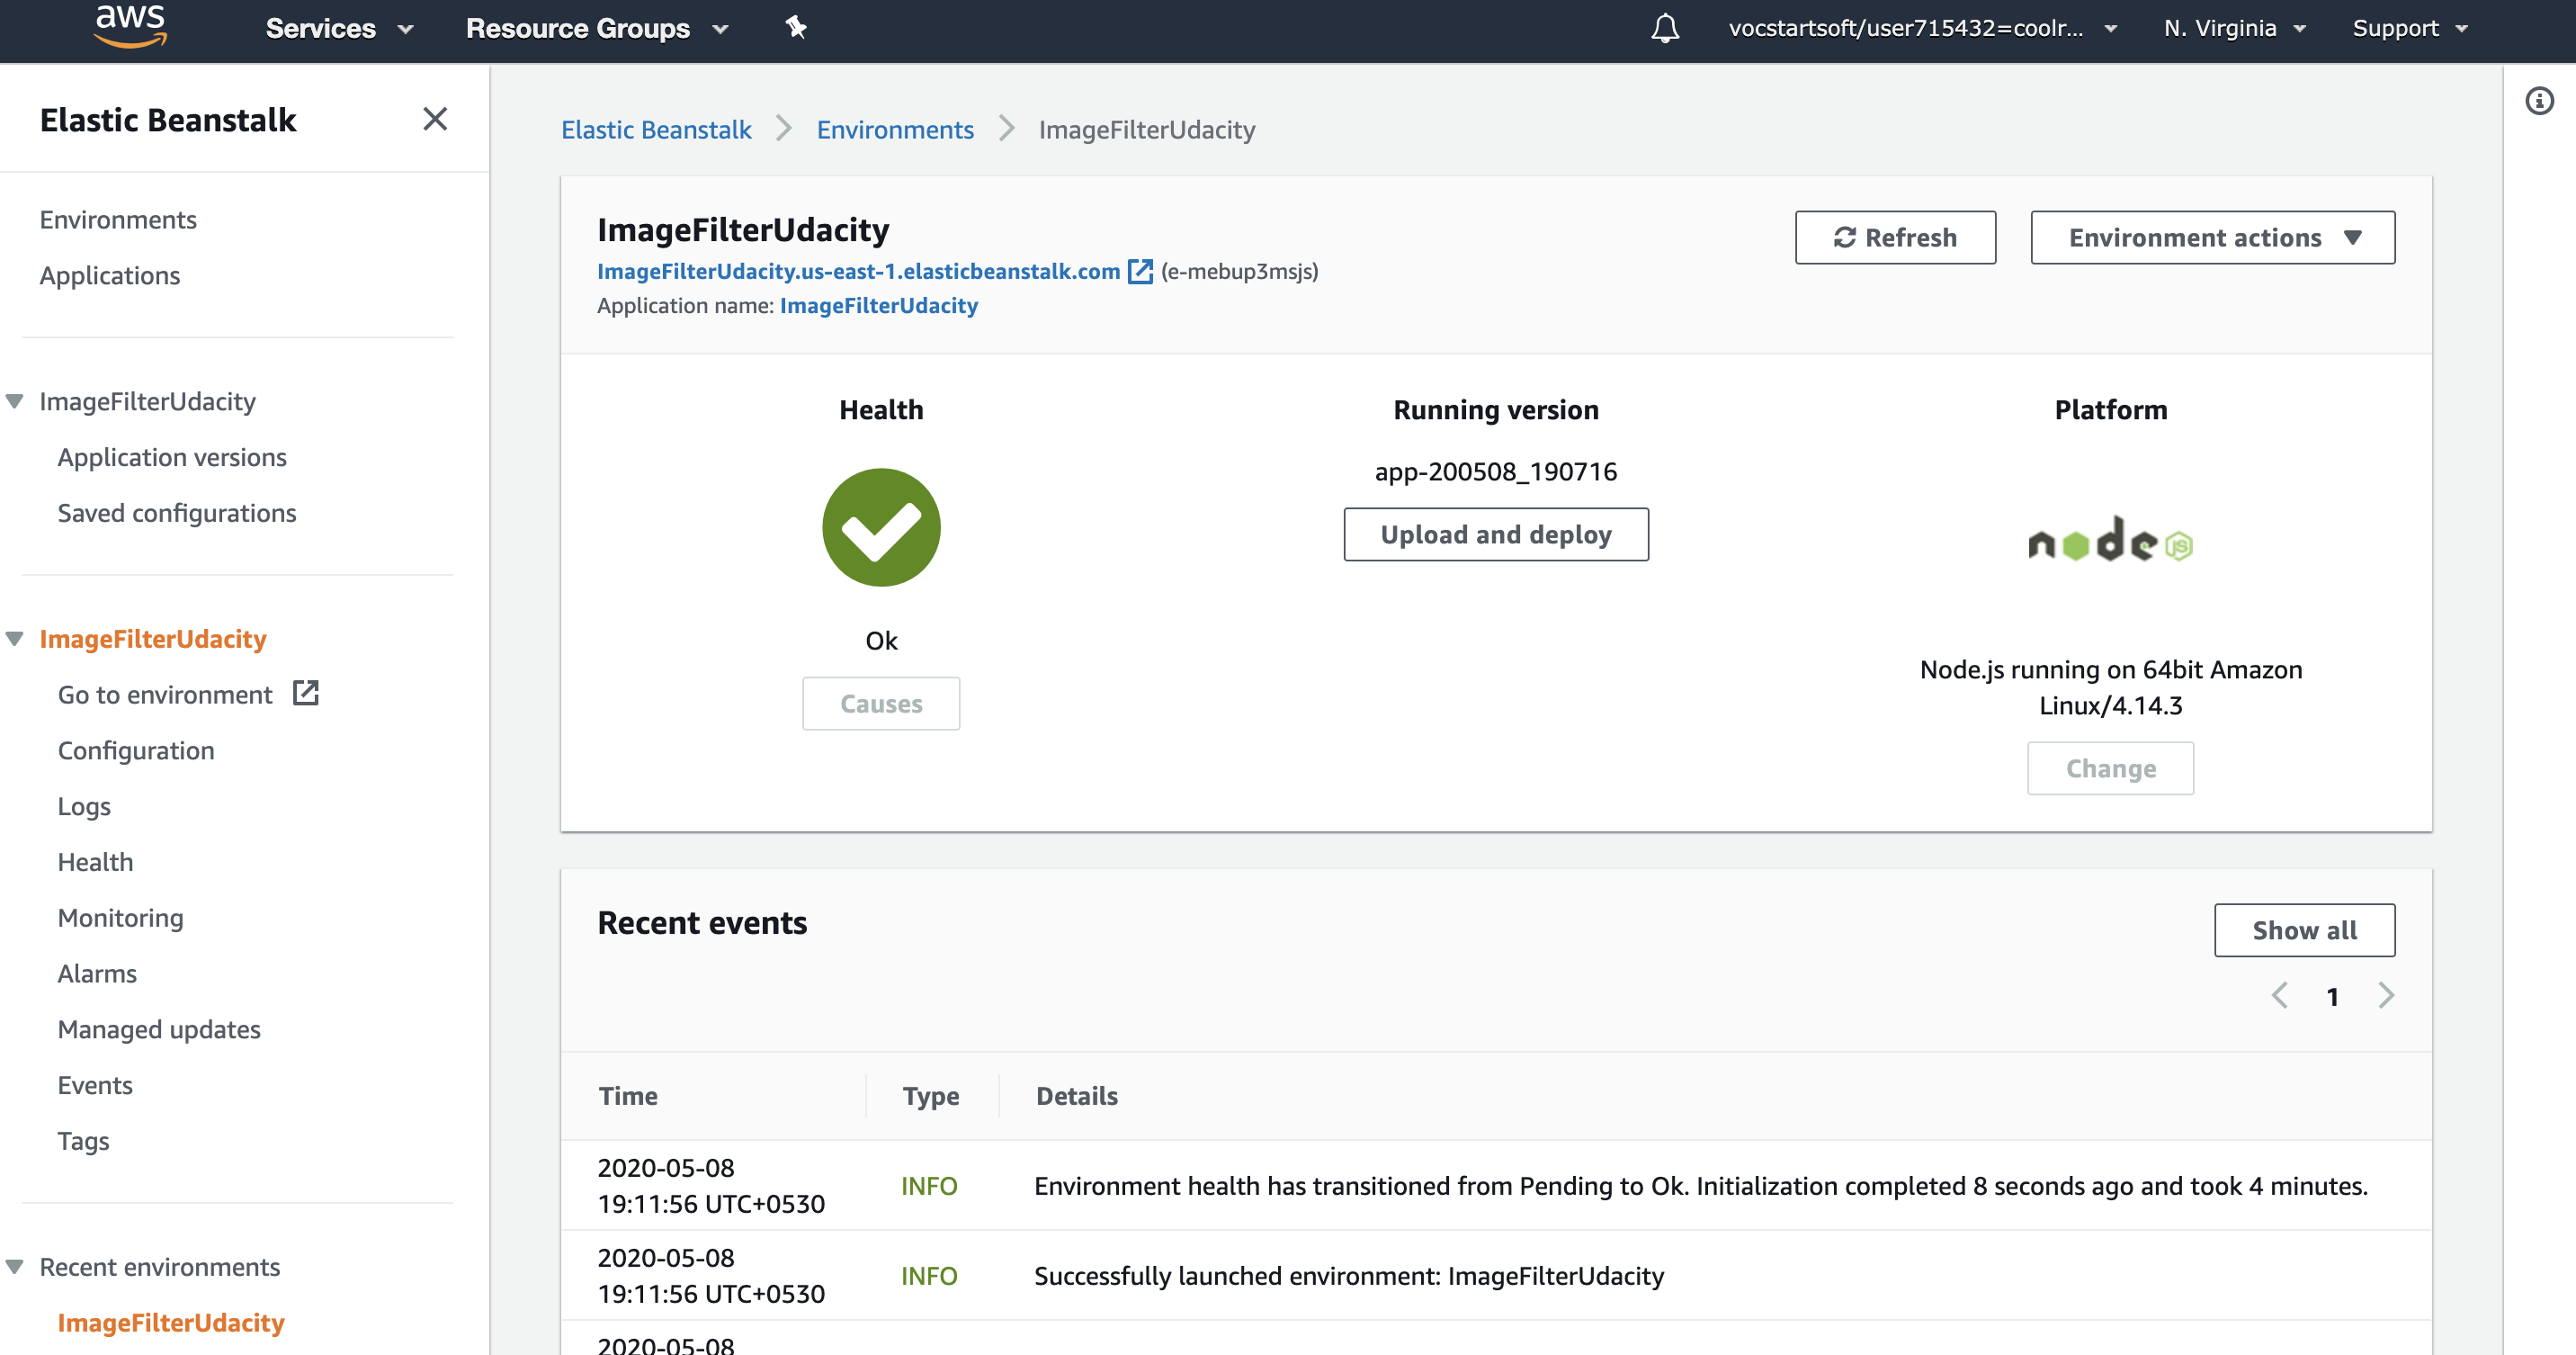 aws
Services
Resource Groups
vocstartsoft/user715432=coolr...
N. Virginia
Support
Elastic Beanstalk
Environments
Applications
ImageFilterUdacity
Application versions
Saved configurations
ImageFilterUdacity
Go to environment
Configuration
Logs
Health
Monitoring
Alarms
Managed updates
Events
Tags
Recent environments
ImageFilterUdacity
Elastic Beanstalk
Environments
ImageFilterUdacity
ImageFilterUdacity
ImageFilterUdacity.us-east-1.elasticbeanstalk.com (e-mebup3msjs)
Application name: ImageFilterUdacity
Refresh
Environment actions
Health
Ok
Causes
Running version
app-200508_190716
Upload and deploy
Platform
node JS
Node.js running on 64bit Amazon
Linux/4.14.3
Change
Recent events
Show all
1
Time
Type
Details
2020-05-08
19:11:56 UTC+0530
INFO
Environment health has transitioned from Pending to Ok. Initialization completed 8 seconds ago and took 4 minutes.
2020-05-08
19:11:56 UTC+0530
INFO
Successfully launched environment: ImageFilterUdacity
2020-05-08